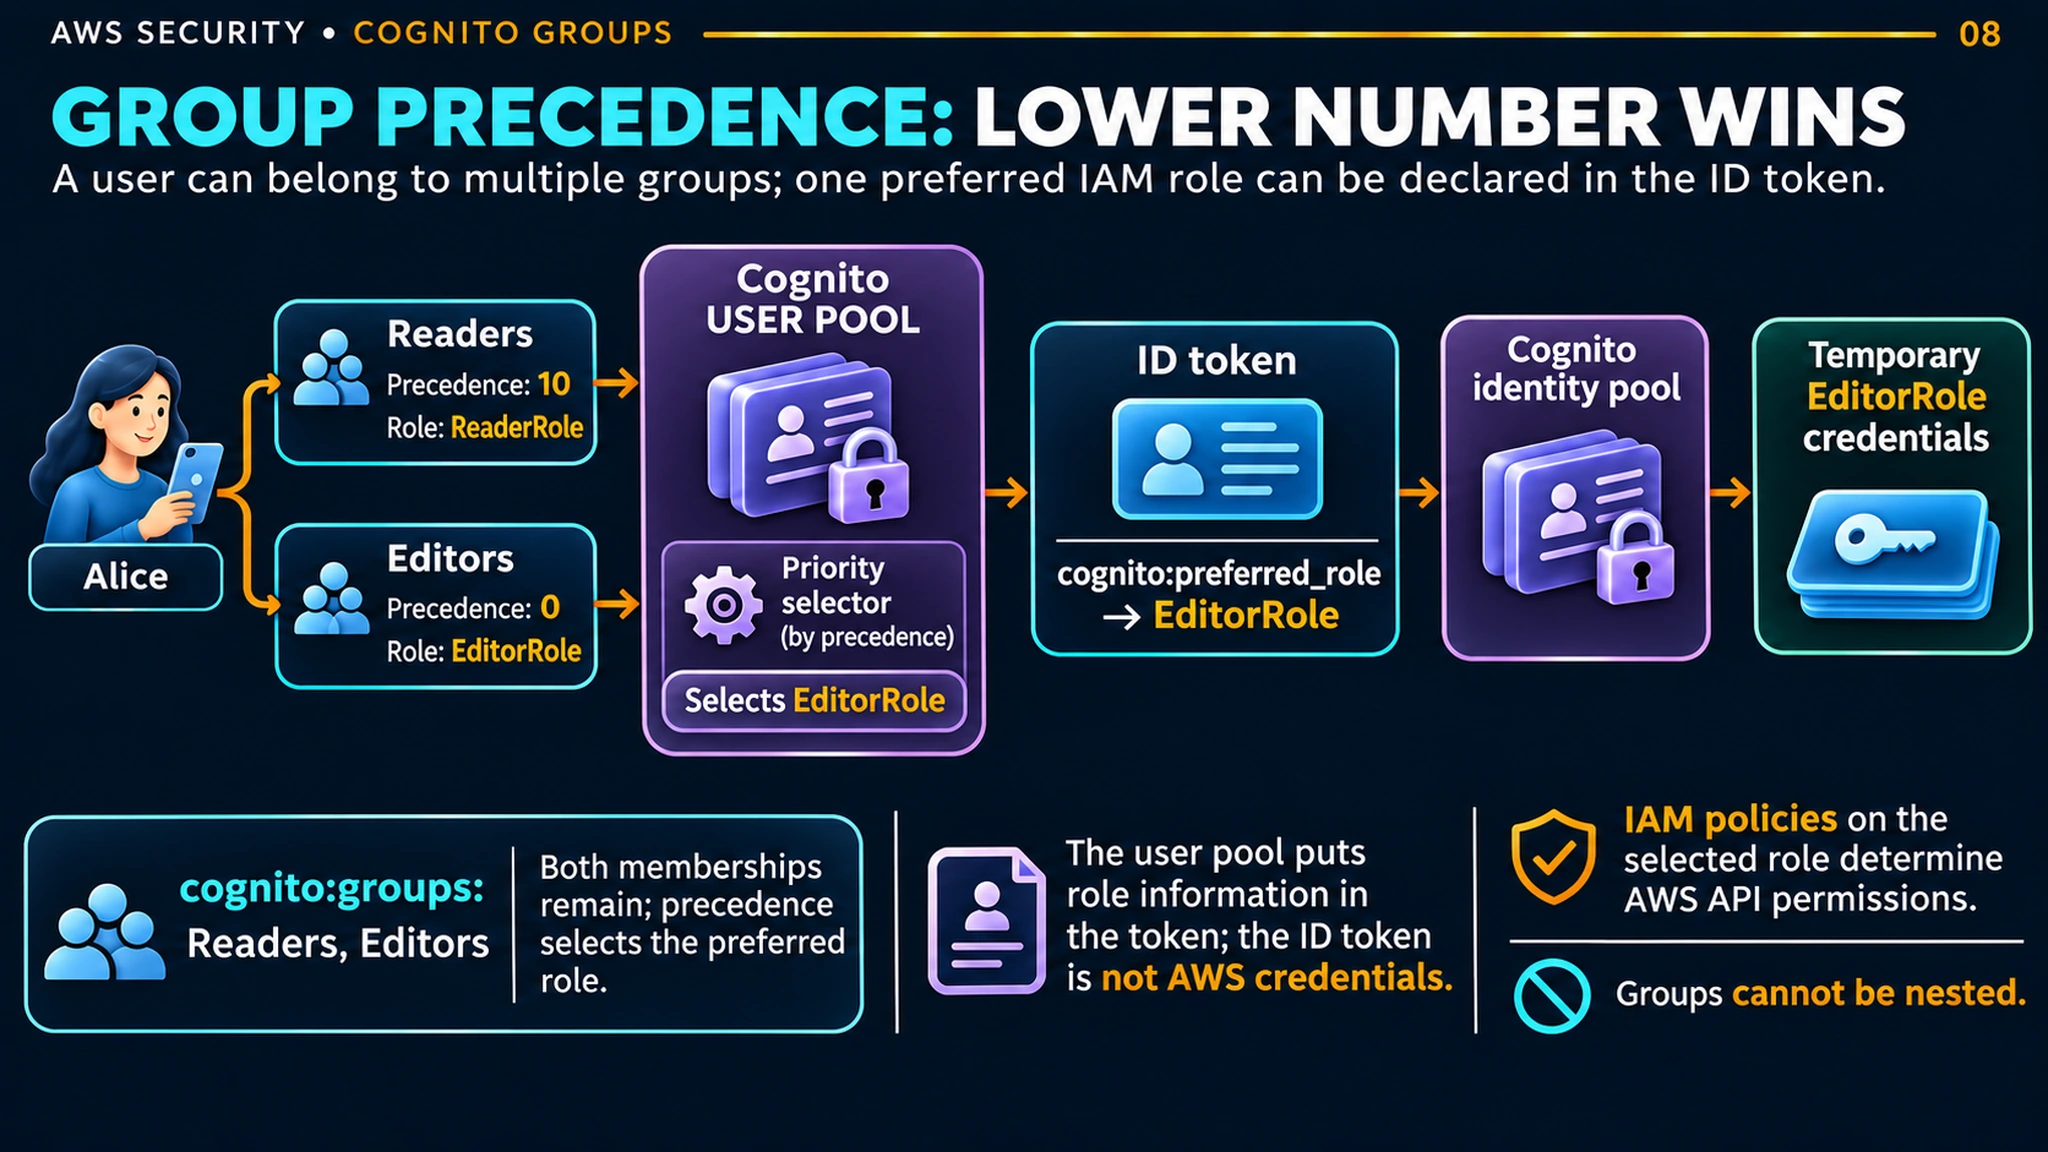 AWS SECURITY • COGNITO GROUPS
08
GROUP PRECEDENCE: LOWER NUMBER WINS
A user can belong to multiple groups; one preferred IAM role can be declared in the ID token.
Alice
Readers
Precedence: 10
Role: ReaderRole
Editors
Precedence: 0
Role: EditorRole
Cognito
USER POOL
Priority
selector
(by precedence)
Selects EditorRole
ID token
cognito:preferred_role
→ EditorRole
Cognito
identity pool
Temporary
EditorRole
credentials
cognito:groups:
Readers, Editors
Both memberships
remain; precedence
selects the preferred
role.
The user pool puts
role information in
the token; the ID token
is not AWS credentials.
IAM policies on the
selected role determine
AWS API permissions.
Groups cannot be nested.